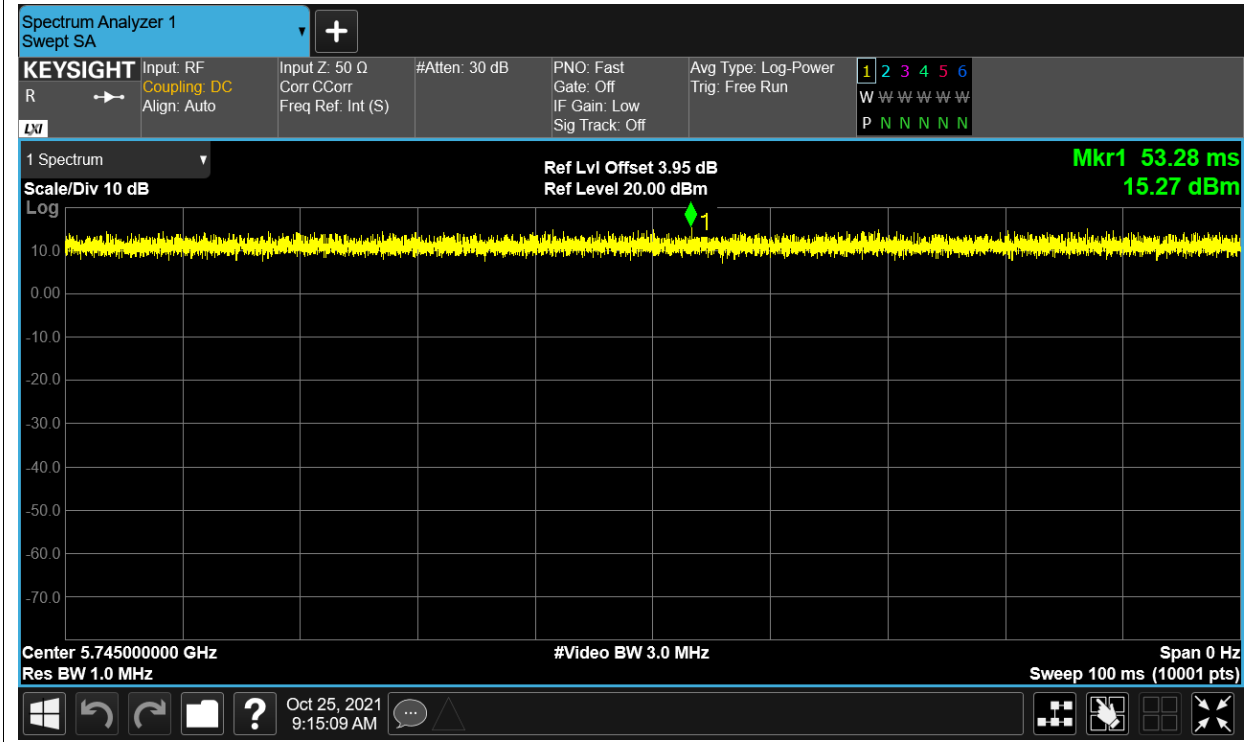 Spectrum Analyzer 1
Swept SA
+
KEYSIGHT
R
LXI
Input: RF
Coupling: DC
Align: Auto
Input Z: 50 Ω
Corr CCorr
Freq Ref: Int (S)
#Atten: 30 dB
PNO: Fast
Gate: Off
IF Gain: Low
Sig Track: Off
Avg Type: Log-Power
Trig: Free Run
1 2 3 4 5 6
W W W W W W
P N N N N N
1 Spectrum
Scale/Div 10 dB
Log
Ref Lvl Offset 3.95 dB
Ref Level 20.00 dBm
Mkr1 53.28 ms
15.27 dBm
1
10.0
0.00
-10.0
-20.0
-30.0
-40.0
-50.0
-60.0
-70.0
Center 5.745000000 GHz
Res BW 1.0 MHz
#Video BW 3.0 MHz
Span 0 Hz
Sweep 100 ms (10001 pts)
?
Oct 25, 2021
9:15:09 AM